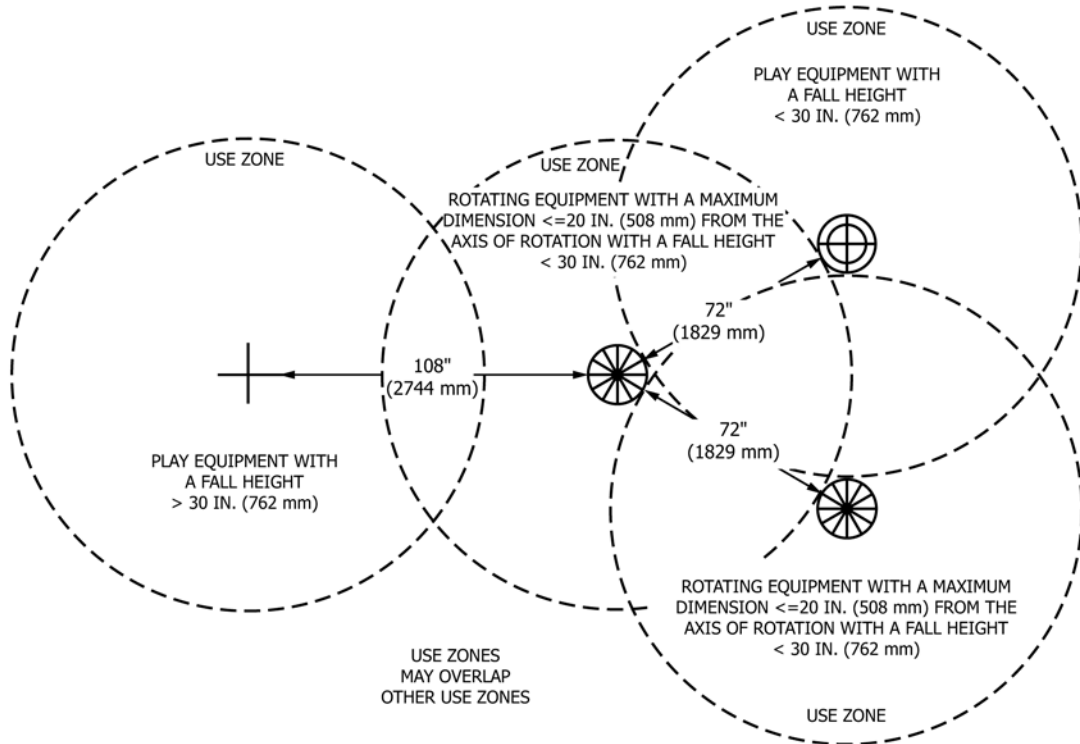 USE ZONE
PLAY EQUIPMENT WITH
A FALL HEIGHT
< 30 IN. (762 mm)
USE ZONE
USE ZONE
ROTATING EQUIPMENT WITH A MAXIMUM
DIMENSION <=20 IN. (508 mm) FROM THE
AXIS OF ROTATION WITH A FALL HEIGHT
< 30 IN. (762 mm)
72"
(1829 mm)
108"
(2744 mm)
72"
(1829 mm)
PLAY EQUIPMENT WITH
A FALL HEIGHT
> 30 IN. (762 mm)
ROTATING EQUIPMENT WITH A MAXIMUM
DIMENSION <=20 IN. (508 mm) FROM THE
AXIS OF ROTATION WITH A FALL HEIGHT
< 30 IN. (762 mm)
USE ZONES
MAY OVERLAP
OTHER USE ZONES
USE ZONE